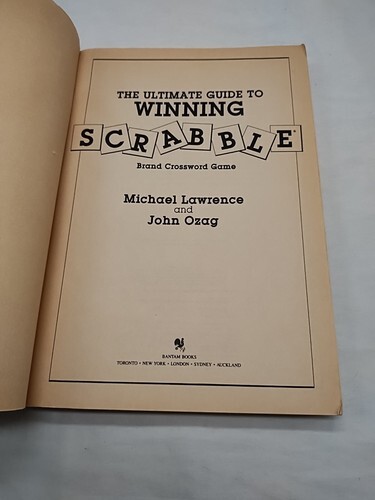 THE ULTIMATE GUIDE TO
WINNING
SCRABBLE®
Brand Crossword Game
Michael Lawrence
and
John Ozag
BANTAM BOOKS
TORONTO • NEW YORK • LONDON • SYDNEY • AUCKLAND